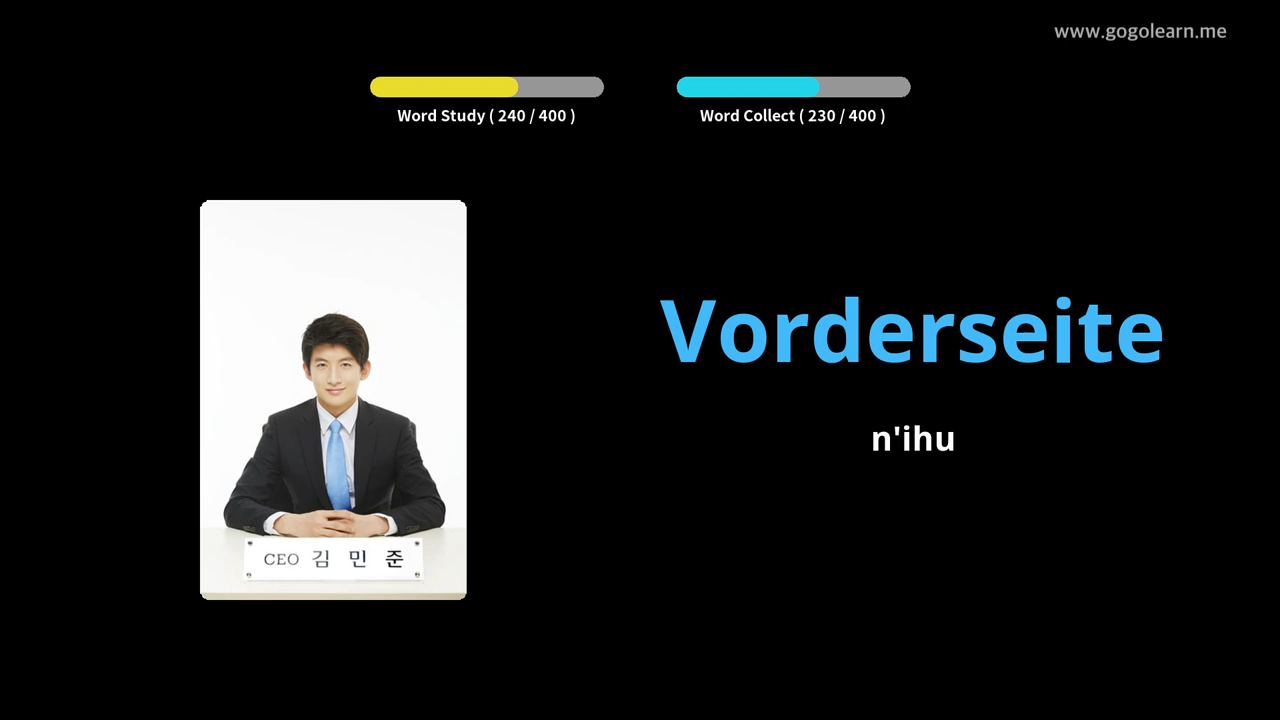 www.gogolearn.me
Word Study ( 240 / 400 )
Word Collect ( 230 / 400 )
Vorderseite
n'ihu
CEO 김 민 준